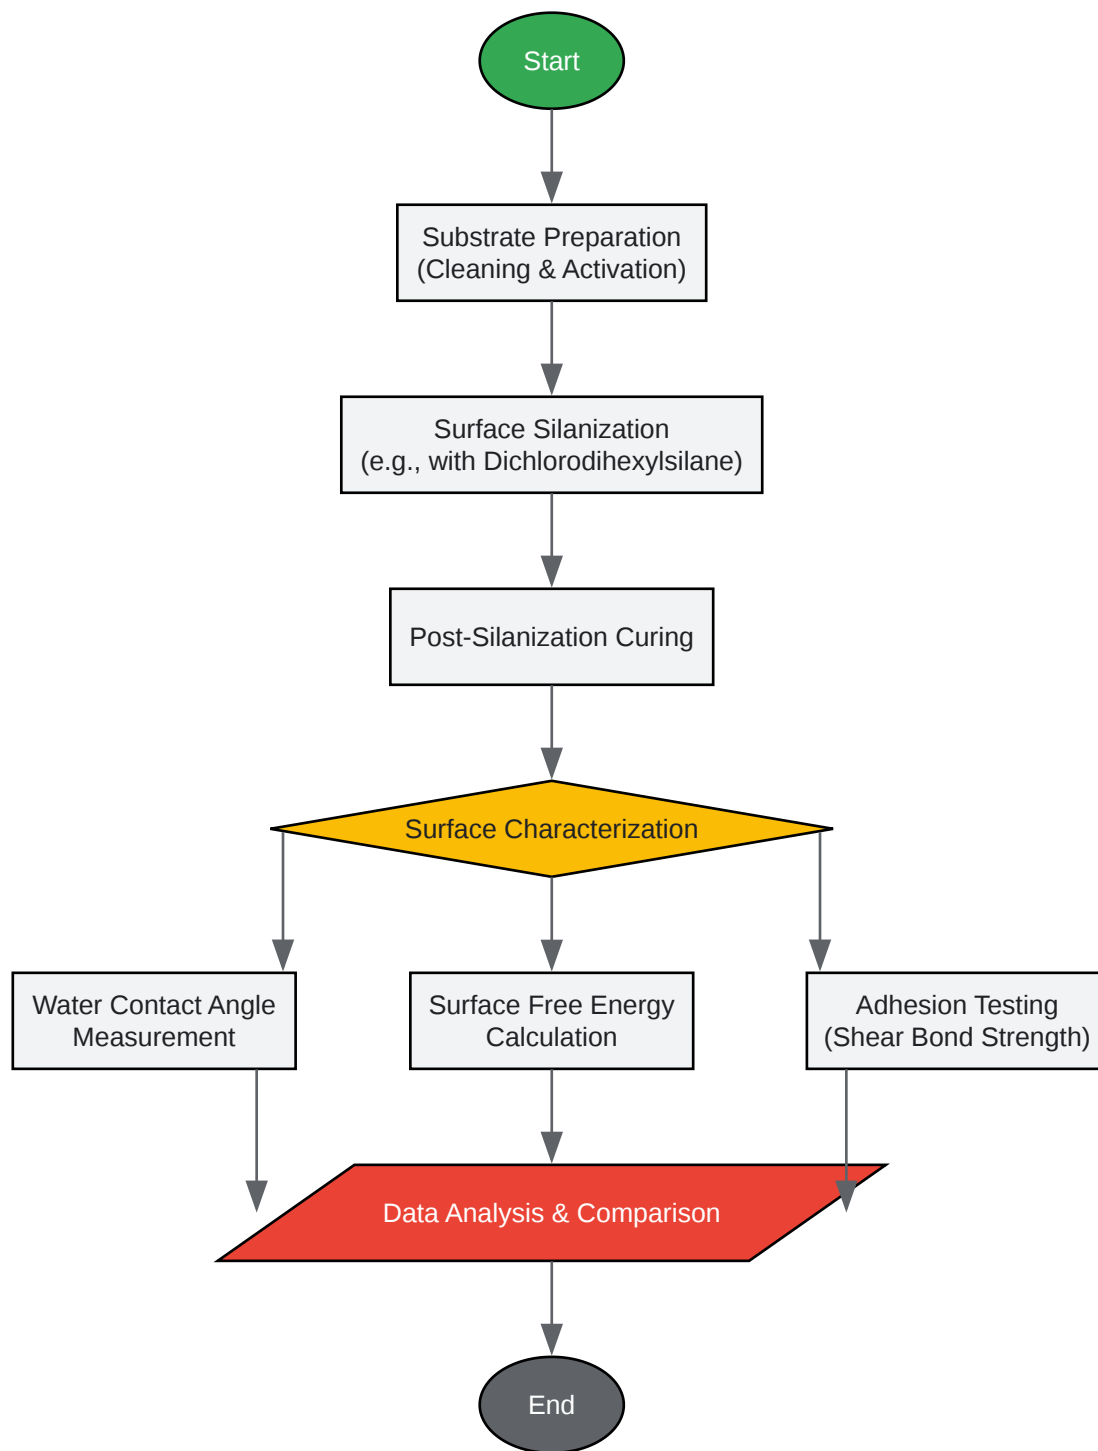 Start
Substrate Preparation
(Cleaning & Activation)
Surface Silanization
(e.g., with Dichlorodihexylsilane)
Post-Silanization Curing
Surface Characterization
Water Contact Angle
Measurement
Surface Free Energy
Calculation
Adhesion Testing
(Shear Bond Strength)
Data Analysis & Comparison
End